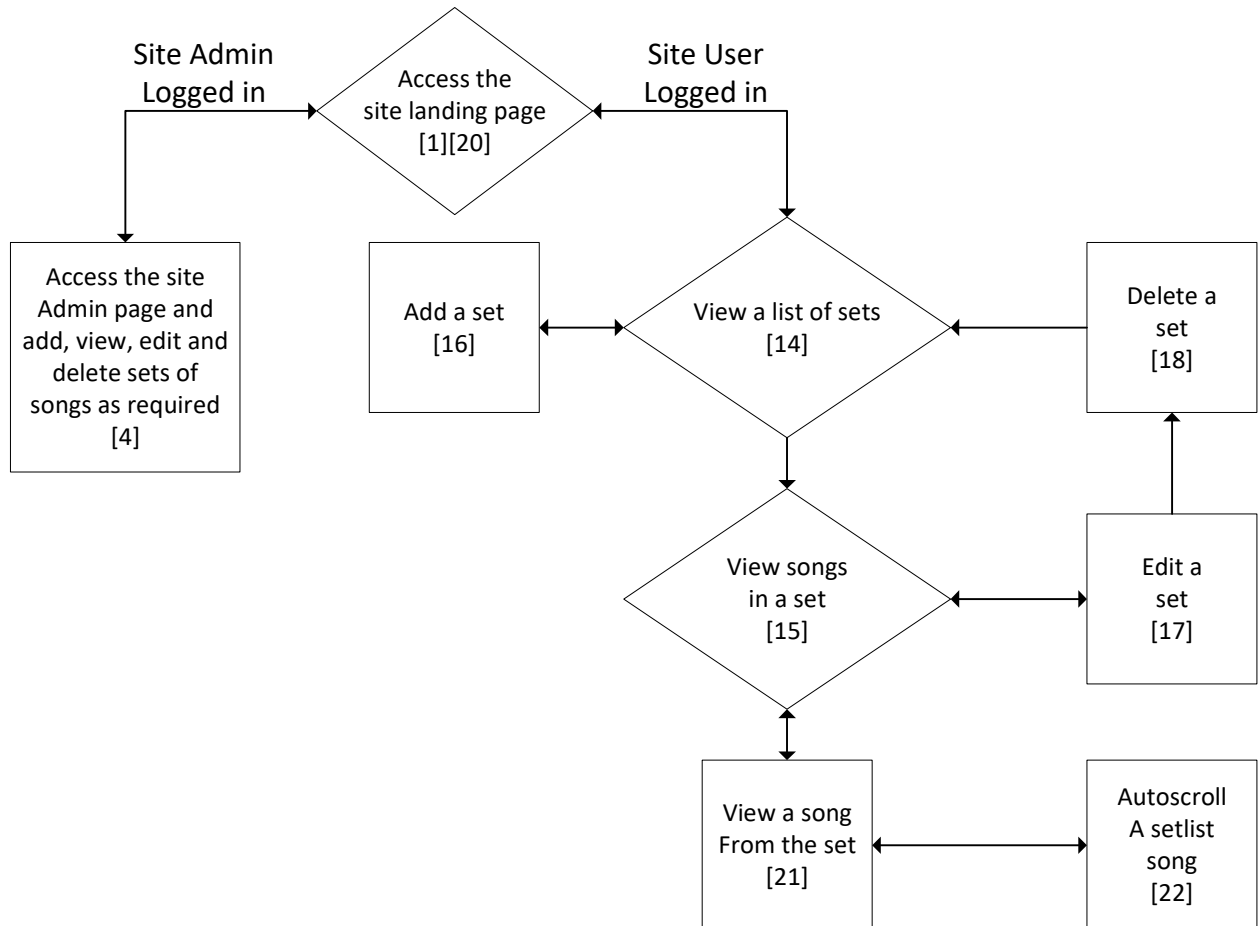 Site Admin
Logged in
Access the
site landing page
[1][20]
Site User
Logged in
Access the site
Admin page and
add, view, edit and
delete sets of
songs as required
[4]
Add a set
[16]
View a list of sets
[14]
Delete a
set
[18]
View songs
in a set
[15]
Edit a
set
[17]
View a song
From the set
[21]
Autoscroll
A setlist
song
[22]